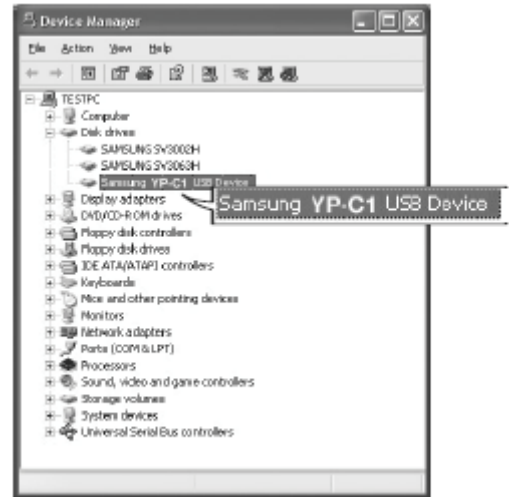 Device Manager
File Action View Help
TESTPC
Computer
Disk drives
SAMSUNG SV3002H
SAMSUNG SV3063H
Samsung YP-C1 USB Device
Samsung YP-C1 USB Device
Display adapters
DVD/CD-ROM drives
Floppy disk controllers
Floppy disk drives
IDE ATA/ATAPI controllers
Keyboards
Mice and other pointing devices
Monitors
Network adapters
Ports (COM & LPT)
Processors
Sound, video and game controllers
Storage volumes
System devices
Universal Serial Bus controllers